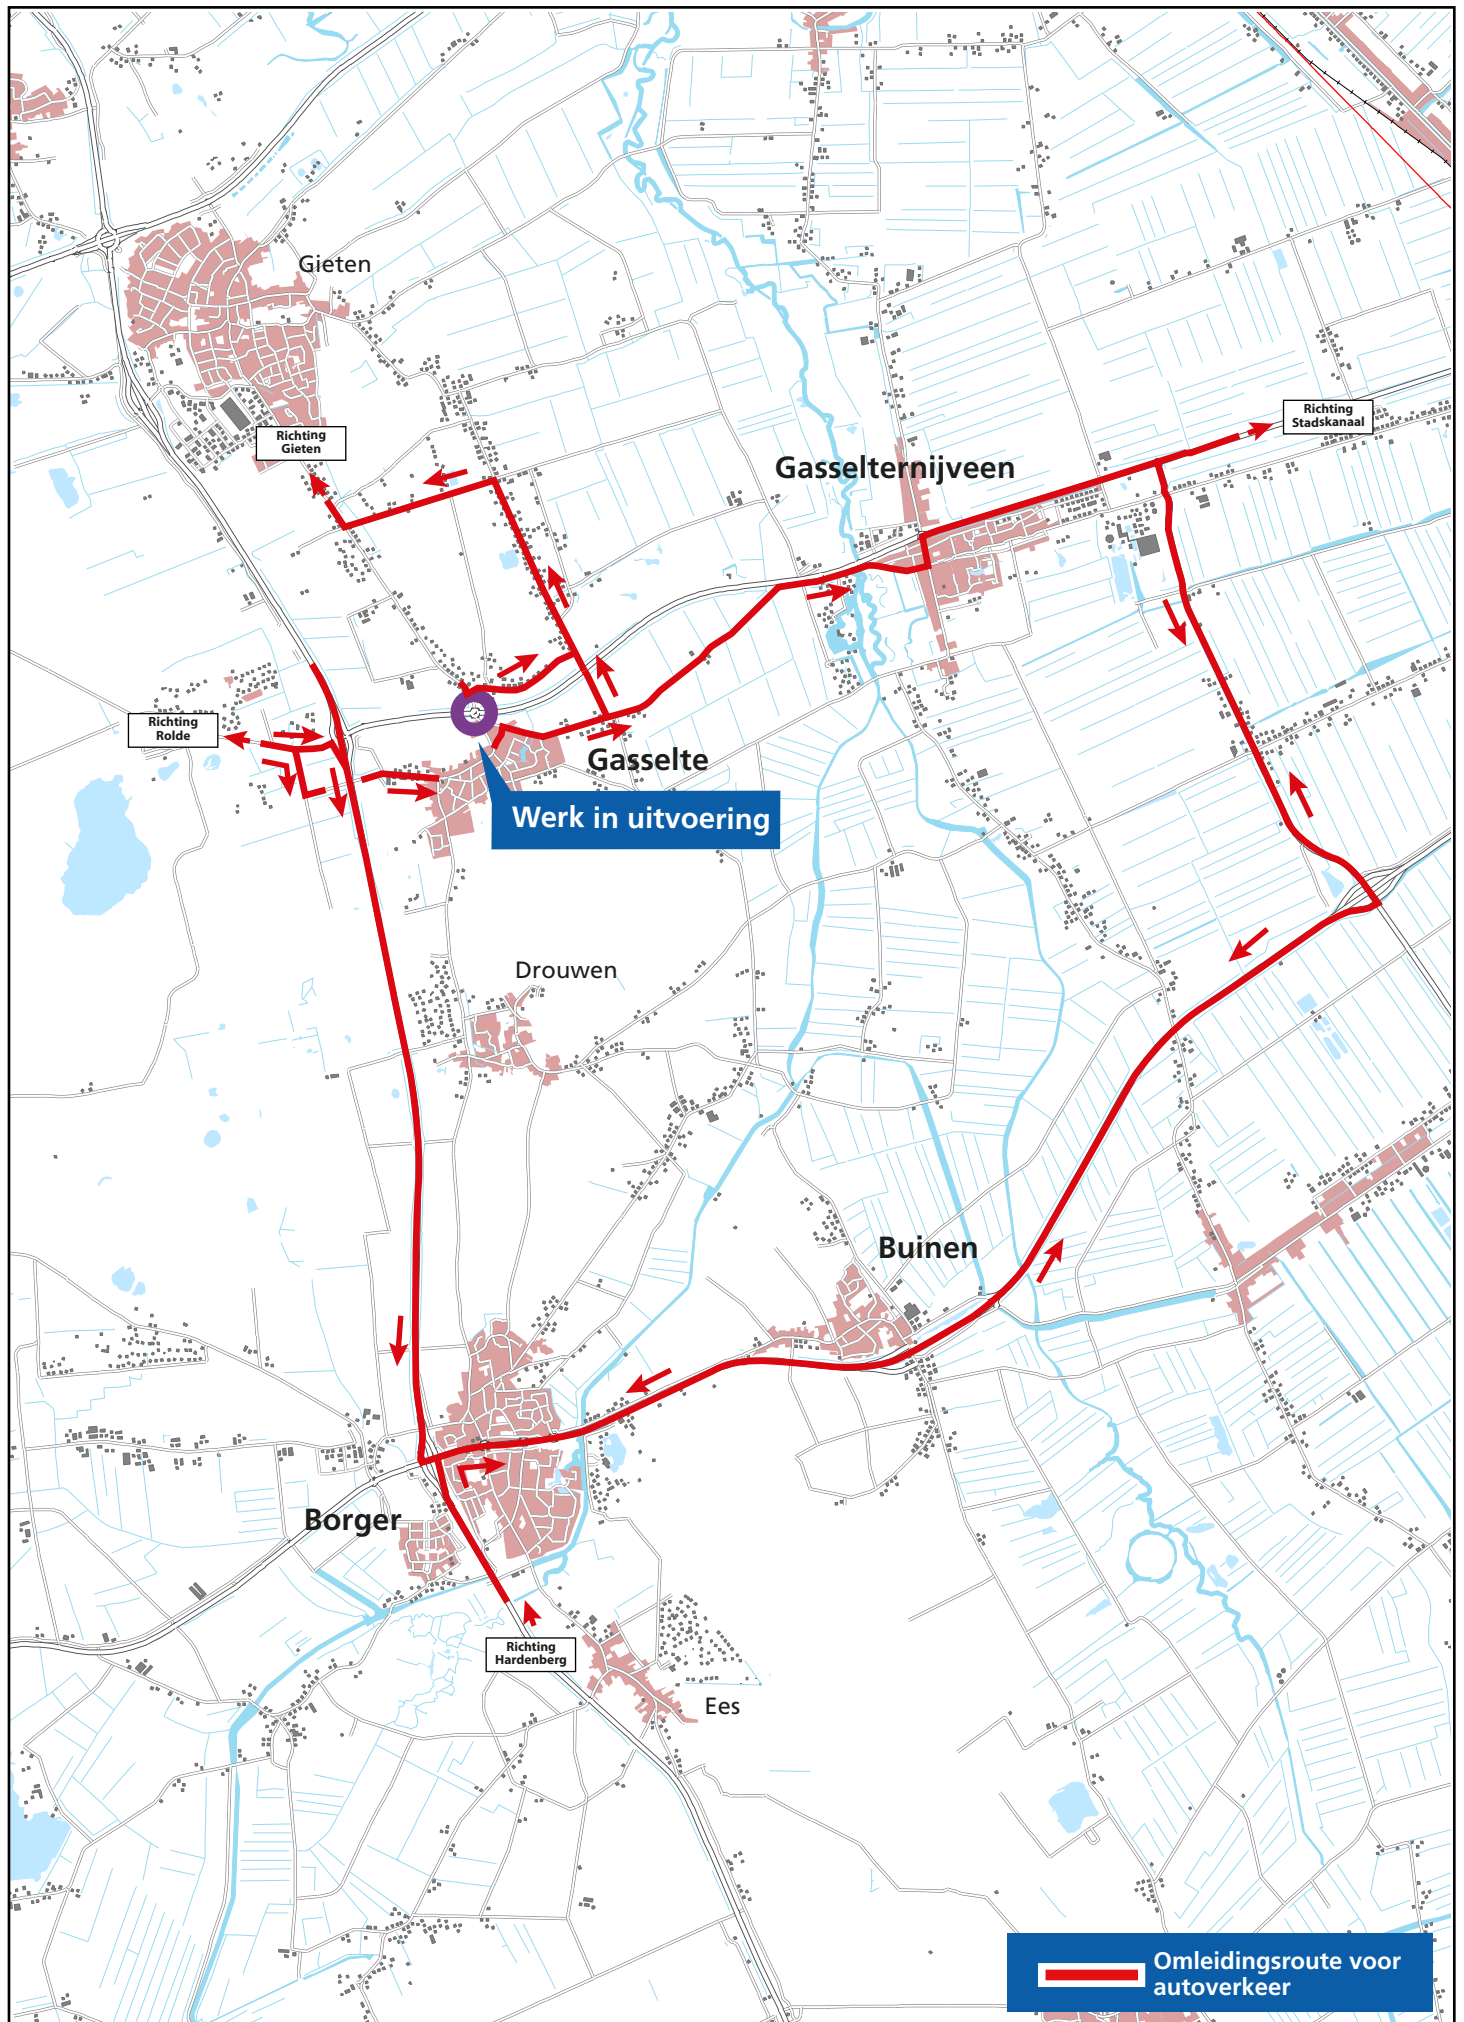 Gieten
Richting
Stadskanaal
Richting
Gieten
Gasselternijveen
Richting
Rolde
Gasselte
Werk in uitvoering
Drouwen
Buinen
Borger
Richting
Hardenberg
Ees
Omleidingsroute voor
autoverkeer